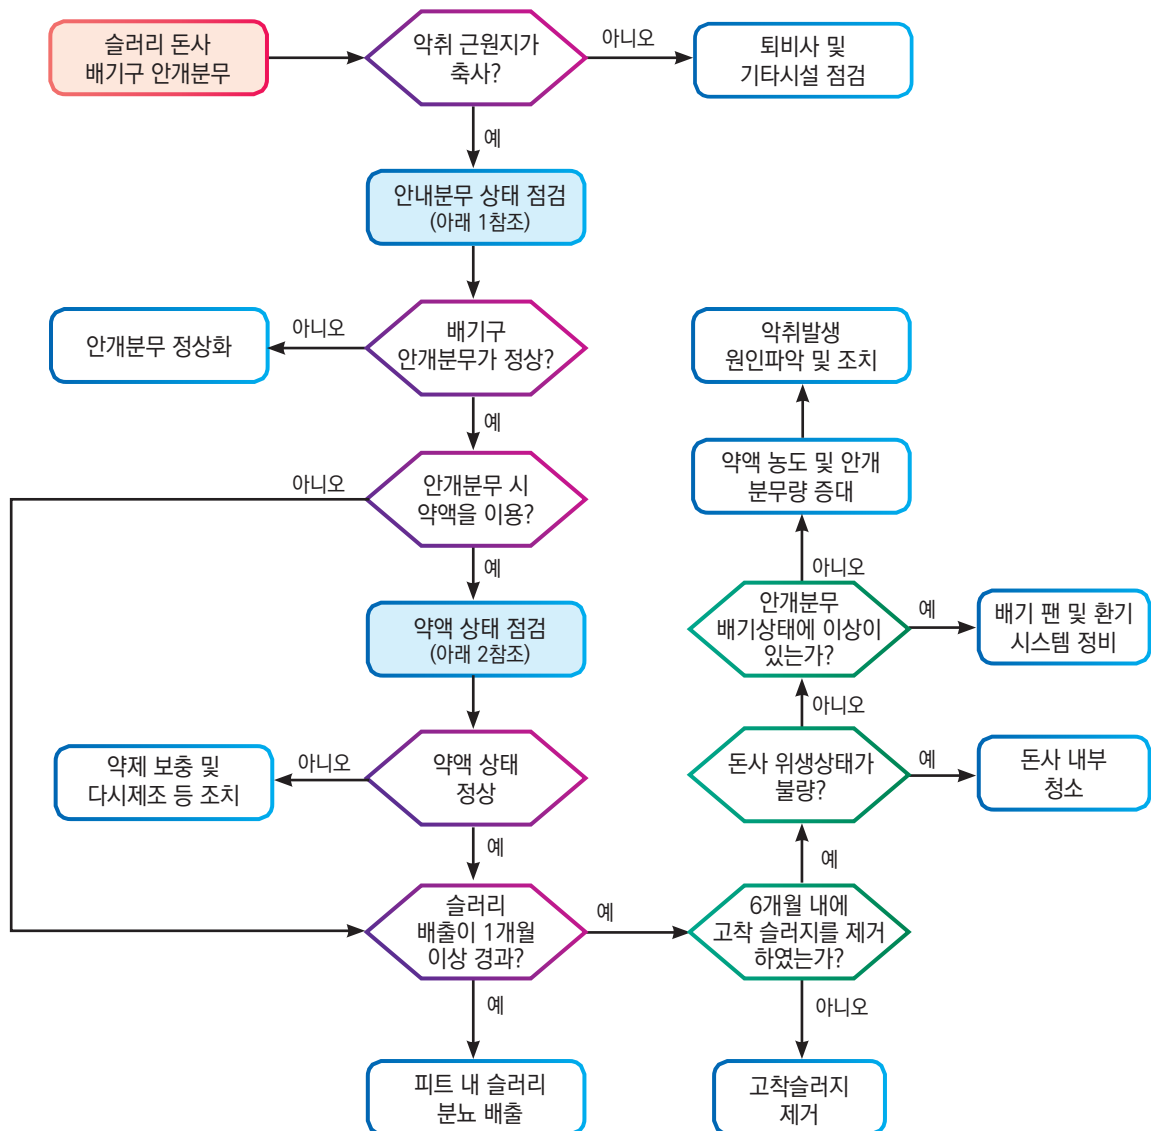 슬러리 돈사
배기구 안개분무
악취 근원지가
축사?
아니오
퇴비사 및
기타시설 점검
예
안내분무 상태 점검
(아래 1참조)
배기구
안개분무가 정상?
아니오
안개분무 정상화
예
안개분무 시
약액을 이용?
아니오
예
약액 상태 점검
(아래 2참조)
약액 상태
정상
아니오
약제 보충 및
다시제조 등 조치
예
슬러리
배출이 1개월
이상 경과?
예
피트 내 슬러리
분뇨 배출
예
6개월 내에
고착 슬러지를 제거
하였는가?
아니오
고착슬러지
제거
예
돈사 위생상태가
불량?
예
돈사 내부
청소
아니오
안개분무
배기상태에 이상이
있는가?
예
배기 팬 및 환기
시스템 정비
아니오
약액 농도 및 안개
분무량 증대
악취발생
원인파악 및 조치